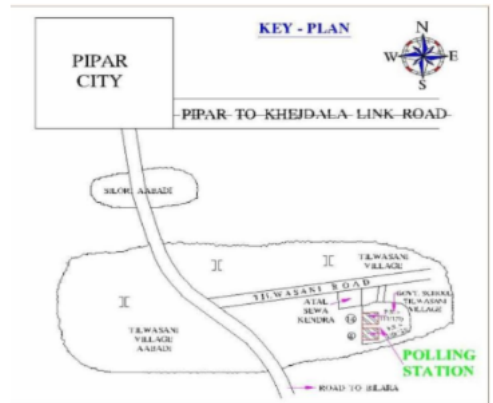 KEY - PLAN
N
W
E
S
PIPAR
CITY
PIPAR TO KHEJDALA LINK ROAD
SILORI AABADI
TILWASANI
VILLAGE
TILWASANI ROAD
ATAL
SEWA
KENDRA
GOVT. SCHOOL
TILWASANI
VILLAGE
TILWASANI
VILLAGE
AABADI
POLLING
STATION
ROAD TO BILARA